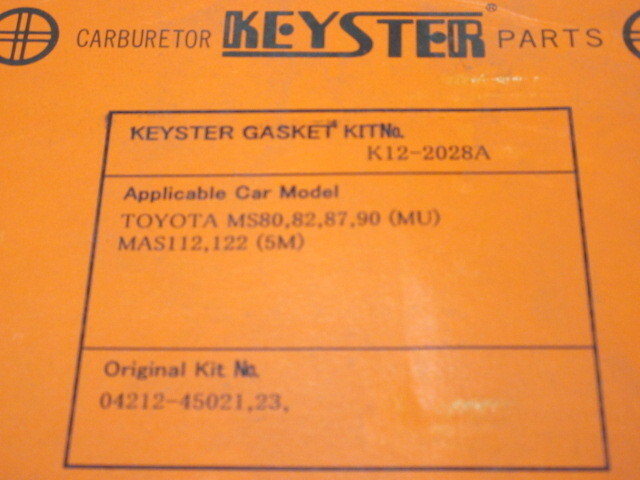 CARBURETOR KEYSTER® PARTS
KEYSTER GASKET KIT No.
K12-2028A
Applicable Car Model
TOYOTA MS80,82,87,90 (MU)
MAS112,122 (5M)
Original Kit No.
04212-45021,23,